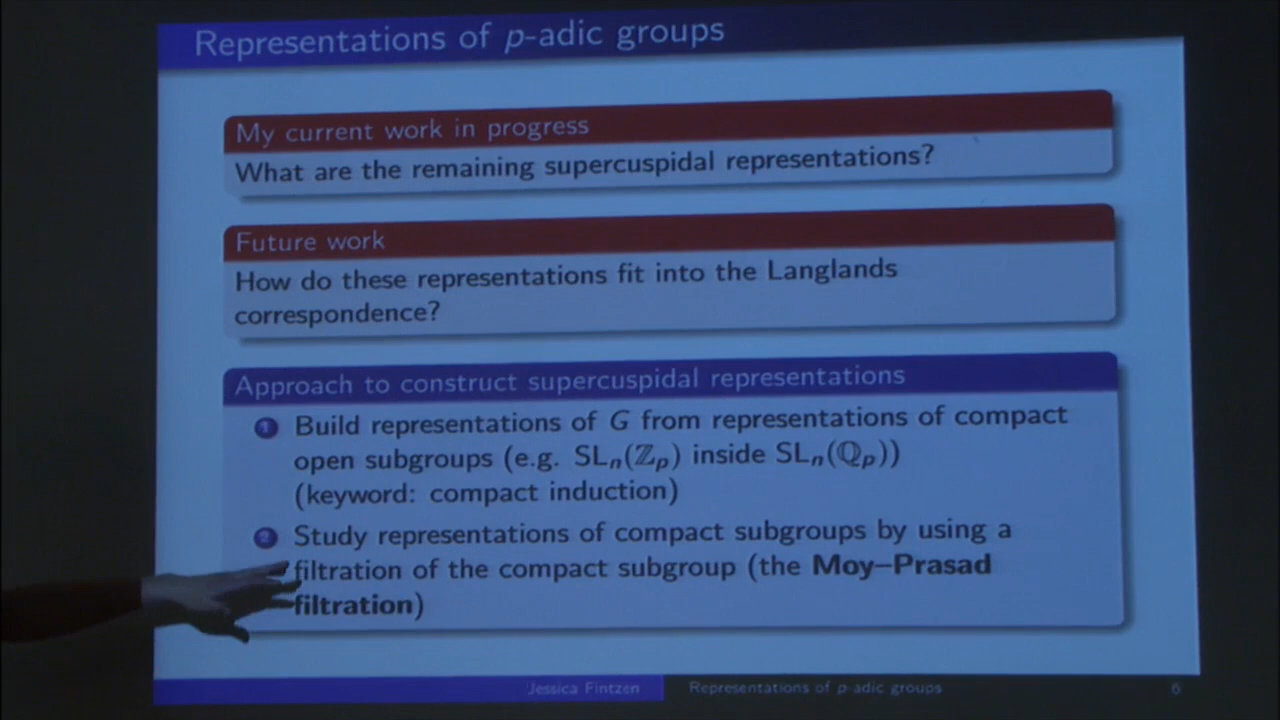 Representations of p-adic groups
My current work in progress
What are the remaining supercuspidal representations?
Future work
How do these representations fit into the Langlands
correspondence?
Approach to construct supercuspidal representations
1 Build representations of G from representations of compact
open subgroups (e.g. SLₙ(ℤₚ) inside SLₙ(ℚₚ))
(keyword: compact induction)
2 Study representations of compact subgroups by using a
filtration of the compact subgroup (the Moy–Prasad
filtration)
Jessica Fintzen Representations of p-adic groups 6